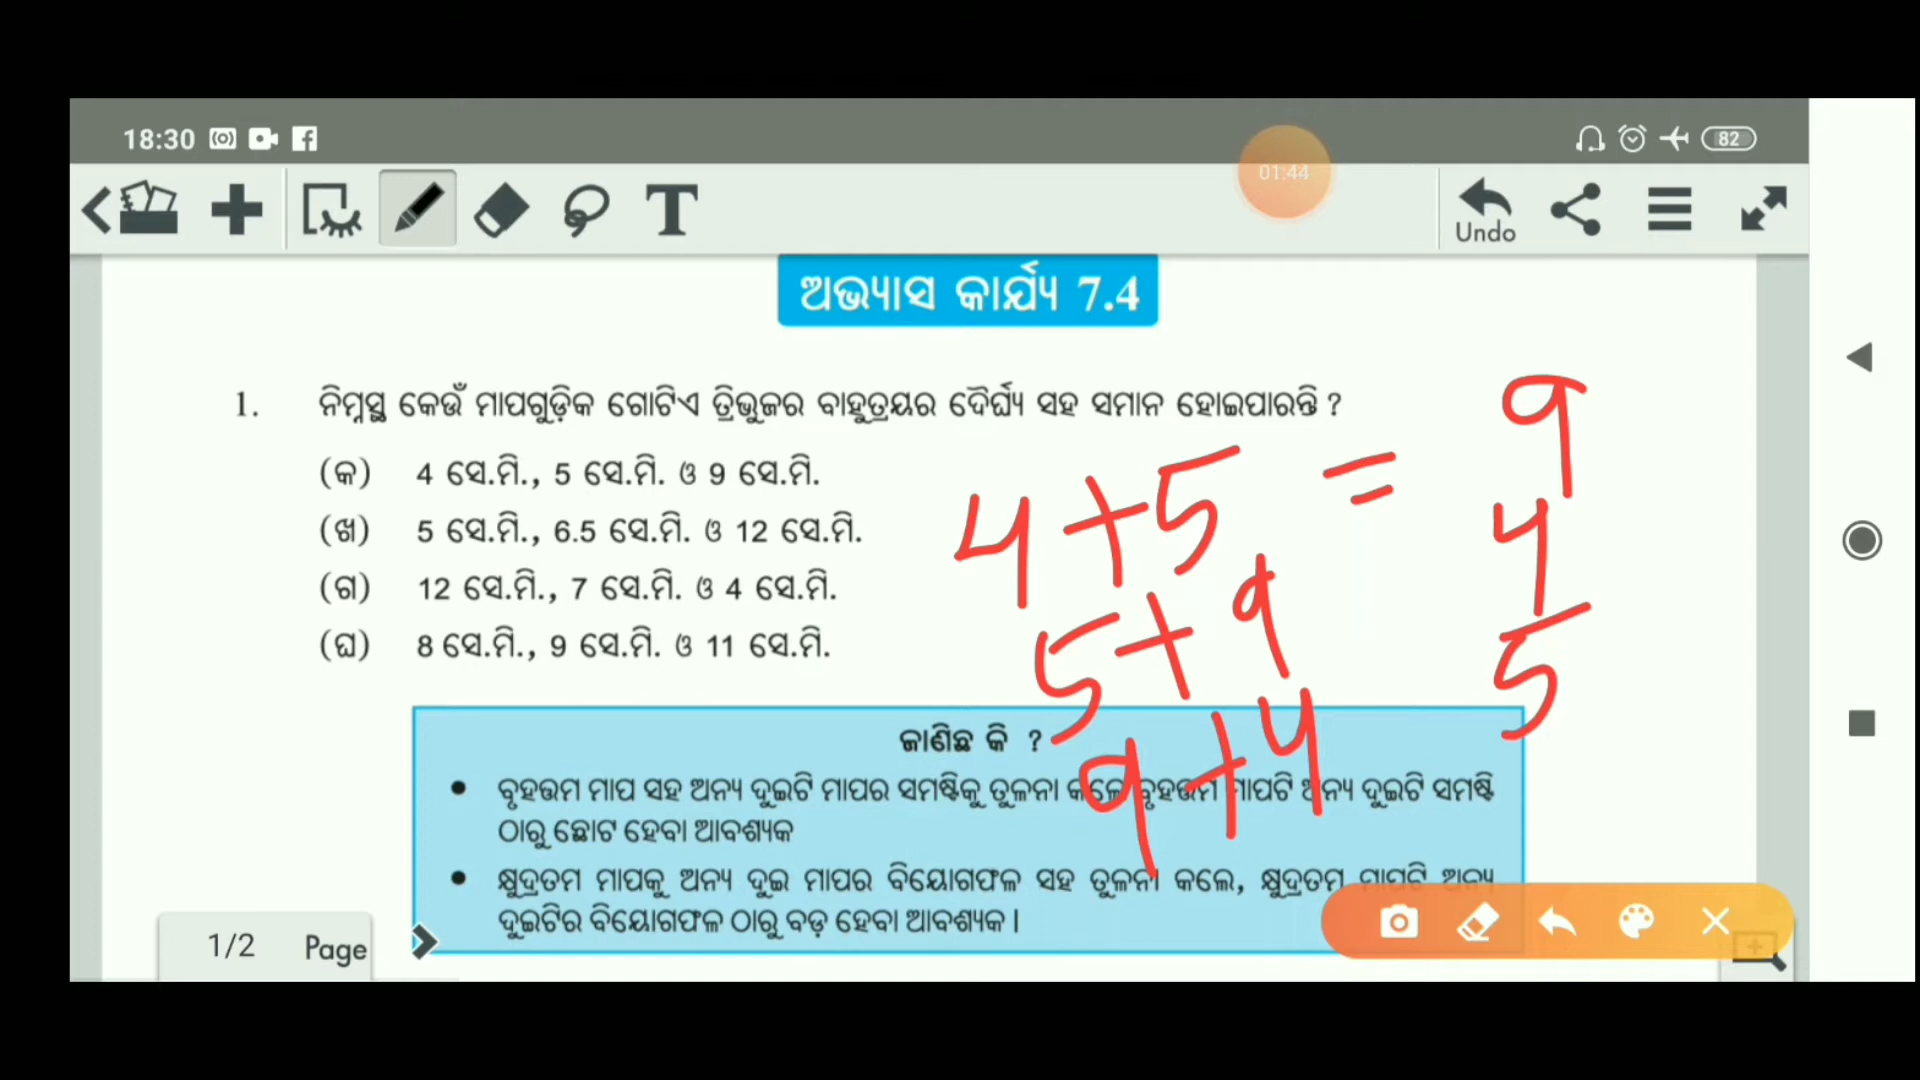 18:30
82
01:44
T
Undo
ଅଭ୍ୟାସ କାର୍ଯ୍ୟ 7.4
1. ନିମ୍ନସ୍ଥ କେଉଁ ମାପଗୁଡ଼ିକ ଗୋଟିଏ ତ୍ରିଭୁଜର ବାହୁତ୍ରୟର ଦୈର୍ଘ୍ୟ ସହ ସମାନ ହୋଇପାରନ୍ତି ?
(କ) 4 ସେ.ମି., 5 ସେ.ମି. ଓ 9 ସେ.ମି.
(ଖ) 5 ସେ.ମି., 6.5 ସେ.ମି. ଓ 12 ସେ.ମି.
(ଗ) 12 ସେ.ମି., 7 ସେ.ମି. ଓ 4 ସେ.ମି.
(ଘ) 8 ସେ.ମି., 9 ସେ.ମି. ଓ 11 ସେ.ମି.
4+5 = 9
4
5+9
5
9+4
ଜାଣିଛ କି ?
• ବୃହତ୍ତମ ମାପ ସହ ଅନ୍ୟ ଦୁଇଟି ମାପର ସମଷ୍ଟିକୁ ତୁଳନା କଲେ ବୃହତ୍ତମ ମାପଟି ଅନ୍ୟ ଦୁଇଟି ସମଷ୍ଟି
ଠାରୁ ଛୋଟ ହେବା ଆବଶ୍ୟକ
• କ୍ଷୁଦ୍ରତମ ମାପକୁ ଅନ୍ୟ ଦୁଇ ମାପର ବିୟୋଗଫଳ ସହ ତୁଳନା କଲେ, କ୍ଷୁଦ୍ରତମ ମାପଟି ଅନ୍ୟ
ଦୁଇଟିର ବିୟୋଗଫଳ ଠାରୁ ବଡ଼ ହେବା ଆବଶ୍ୟକ ।
1/2 Page